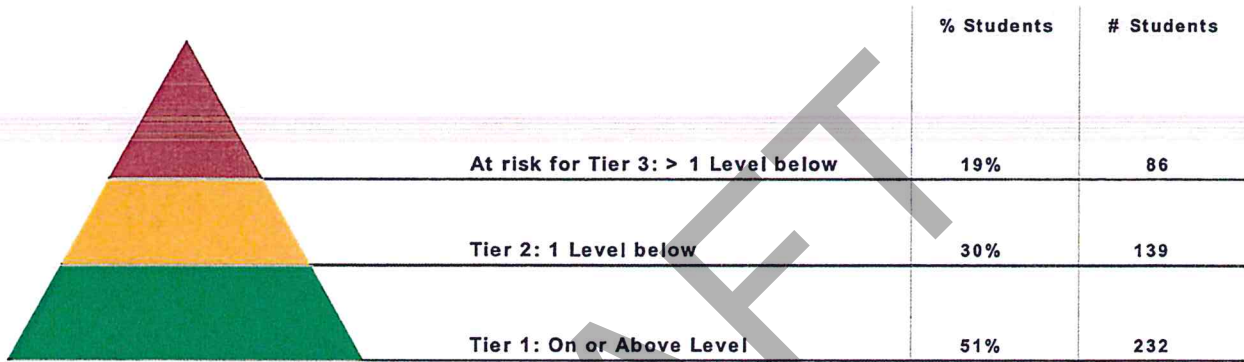 % Students # Students
At risk for Tier 3: > 1 Level below 19% 86
Tier 2: 1 Level below 30% 139
Tier 1: On or Above Level 51% 232